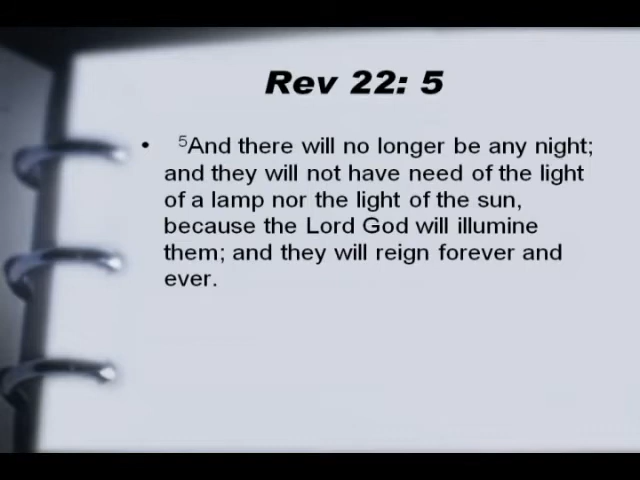 Rev 22: 5
• ⁵And there will no longer be any night;
and they will not have need of the light
of a lamp nor the light of the sun,
because the Lord God will illumine
them; and they will reign forever and
ever.